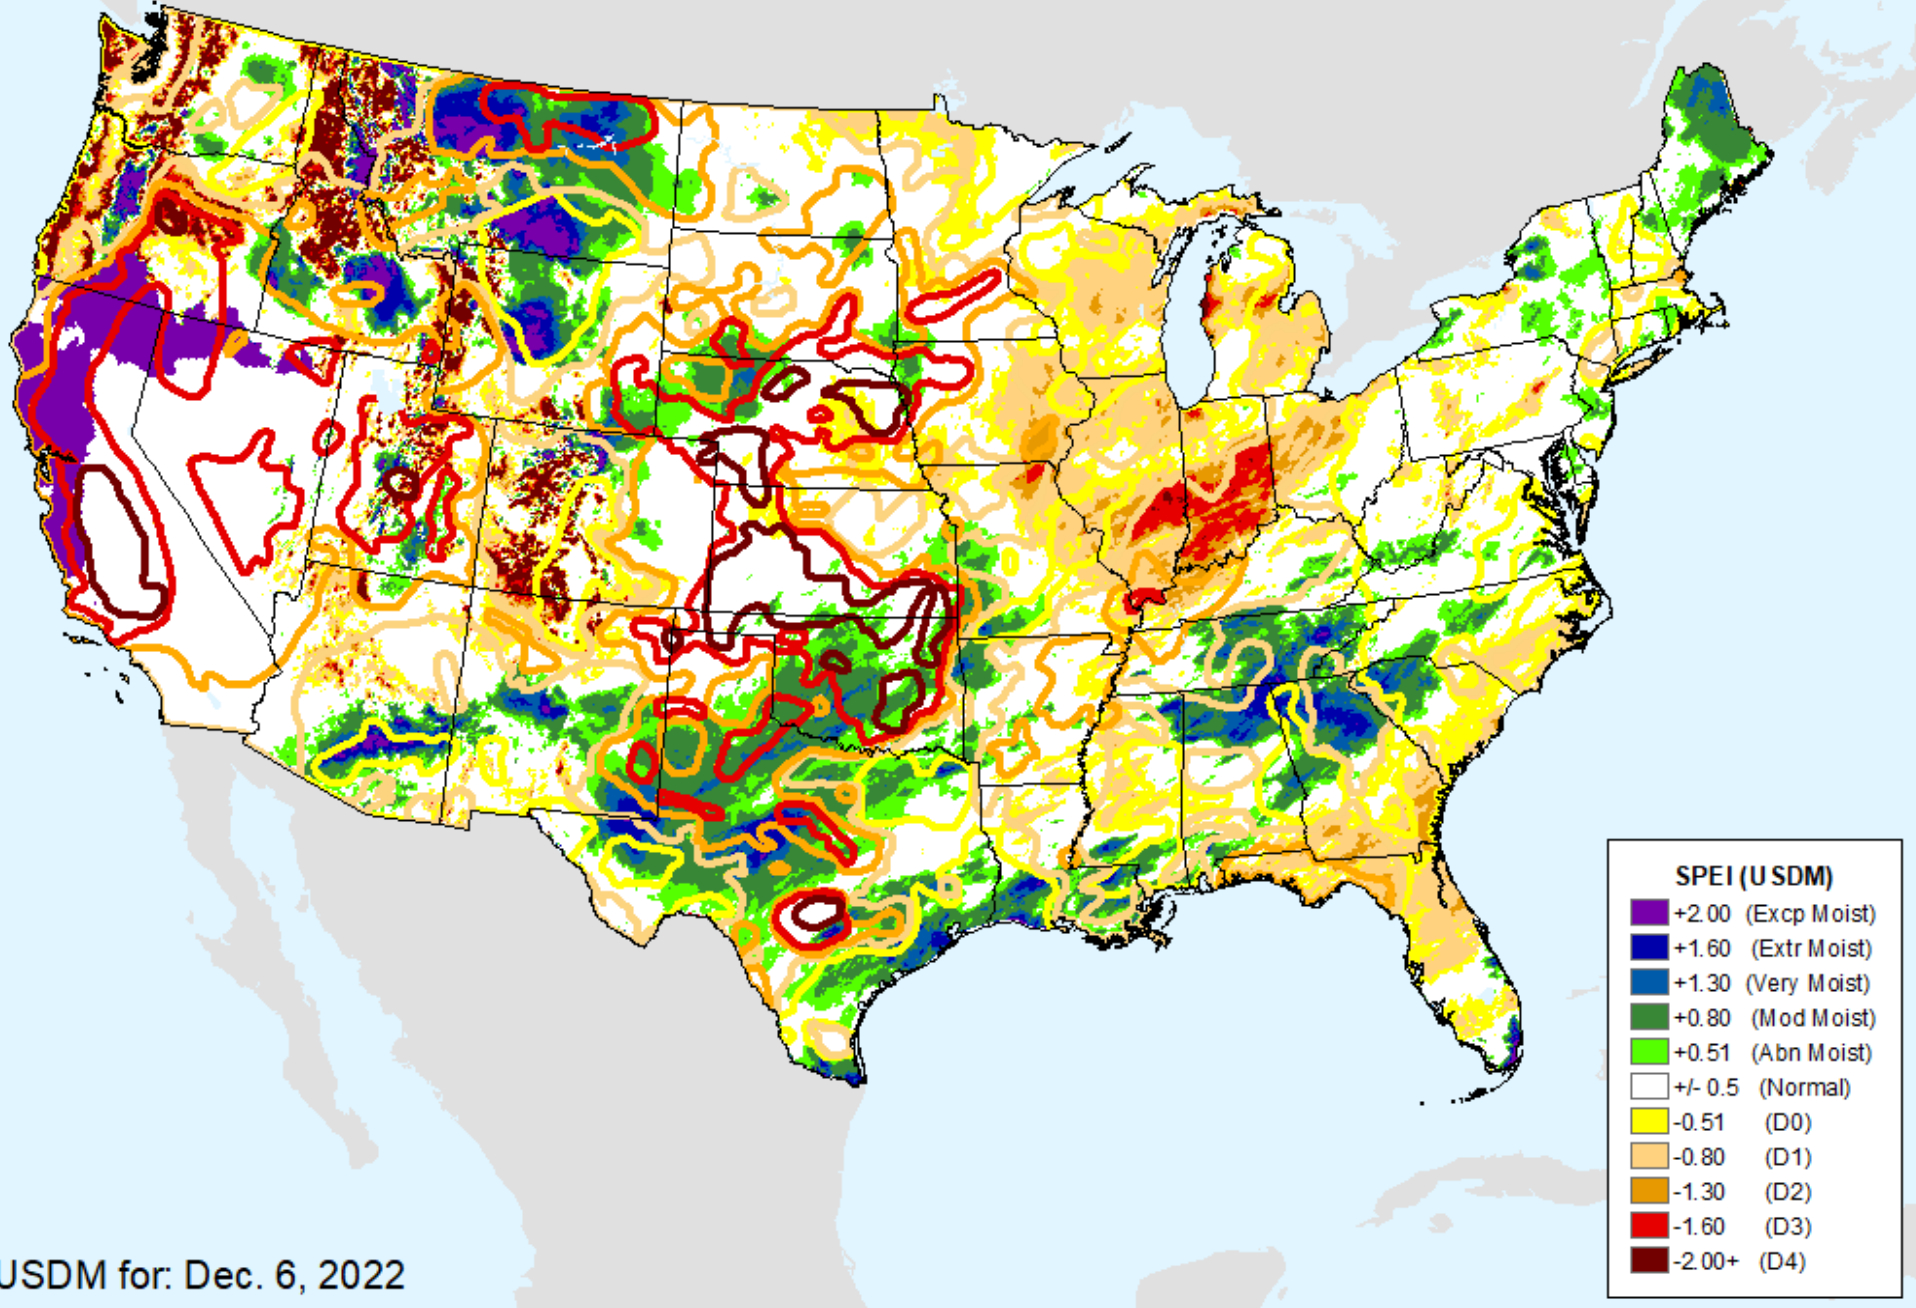 SPEI (USDM)
+2.00 (Excp Moist)
+1.60 (Extr Moist)
+1.30 (Very Moist)
+0.80 (Mod Moist)
+0.51 (Abn Moist)
+/- 0.5 (Normal)
-0.51 (D0)
-0.80 (D1)
-1.30 (D2)
-1.60 (D3)
-2.00+ (D4)
USDM for: Dec. 6, 2022